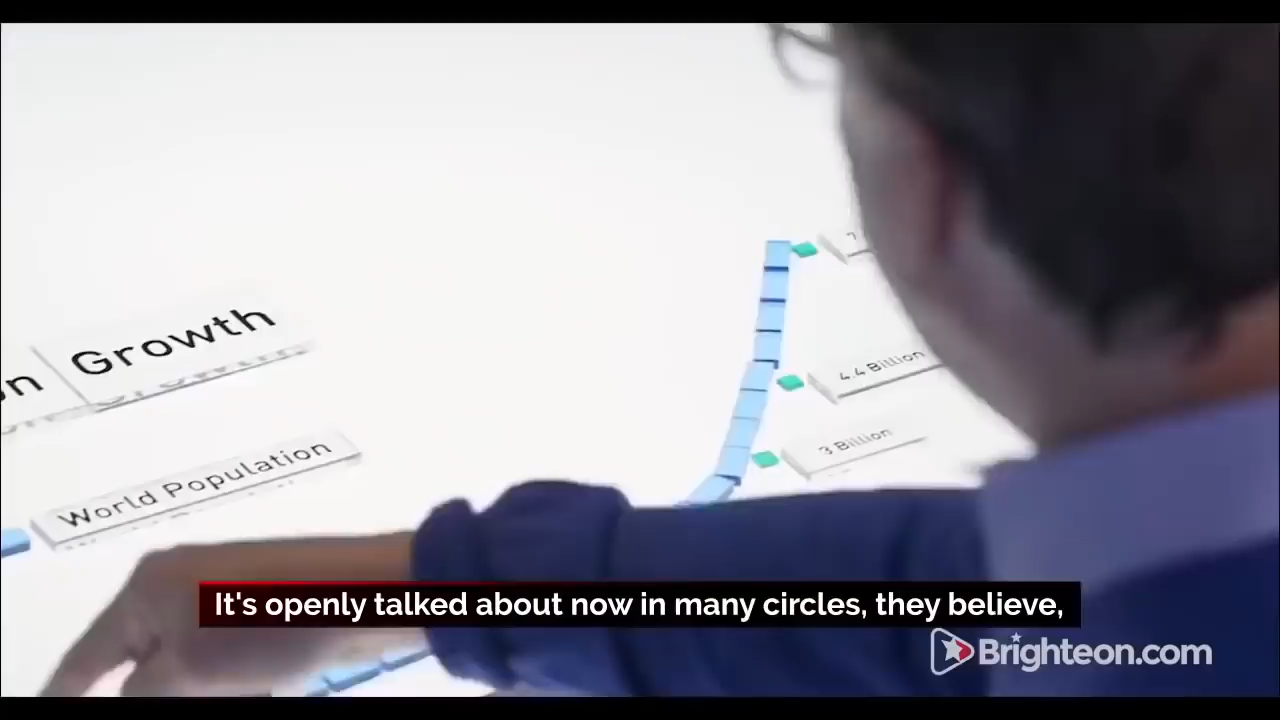 Growth
World Population
4.4 Billion
3 Billion
It's openly talked about now in many circles, they believe,
Brighteon.com